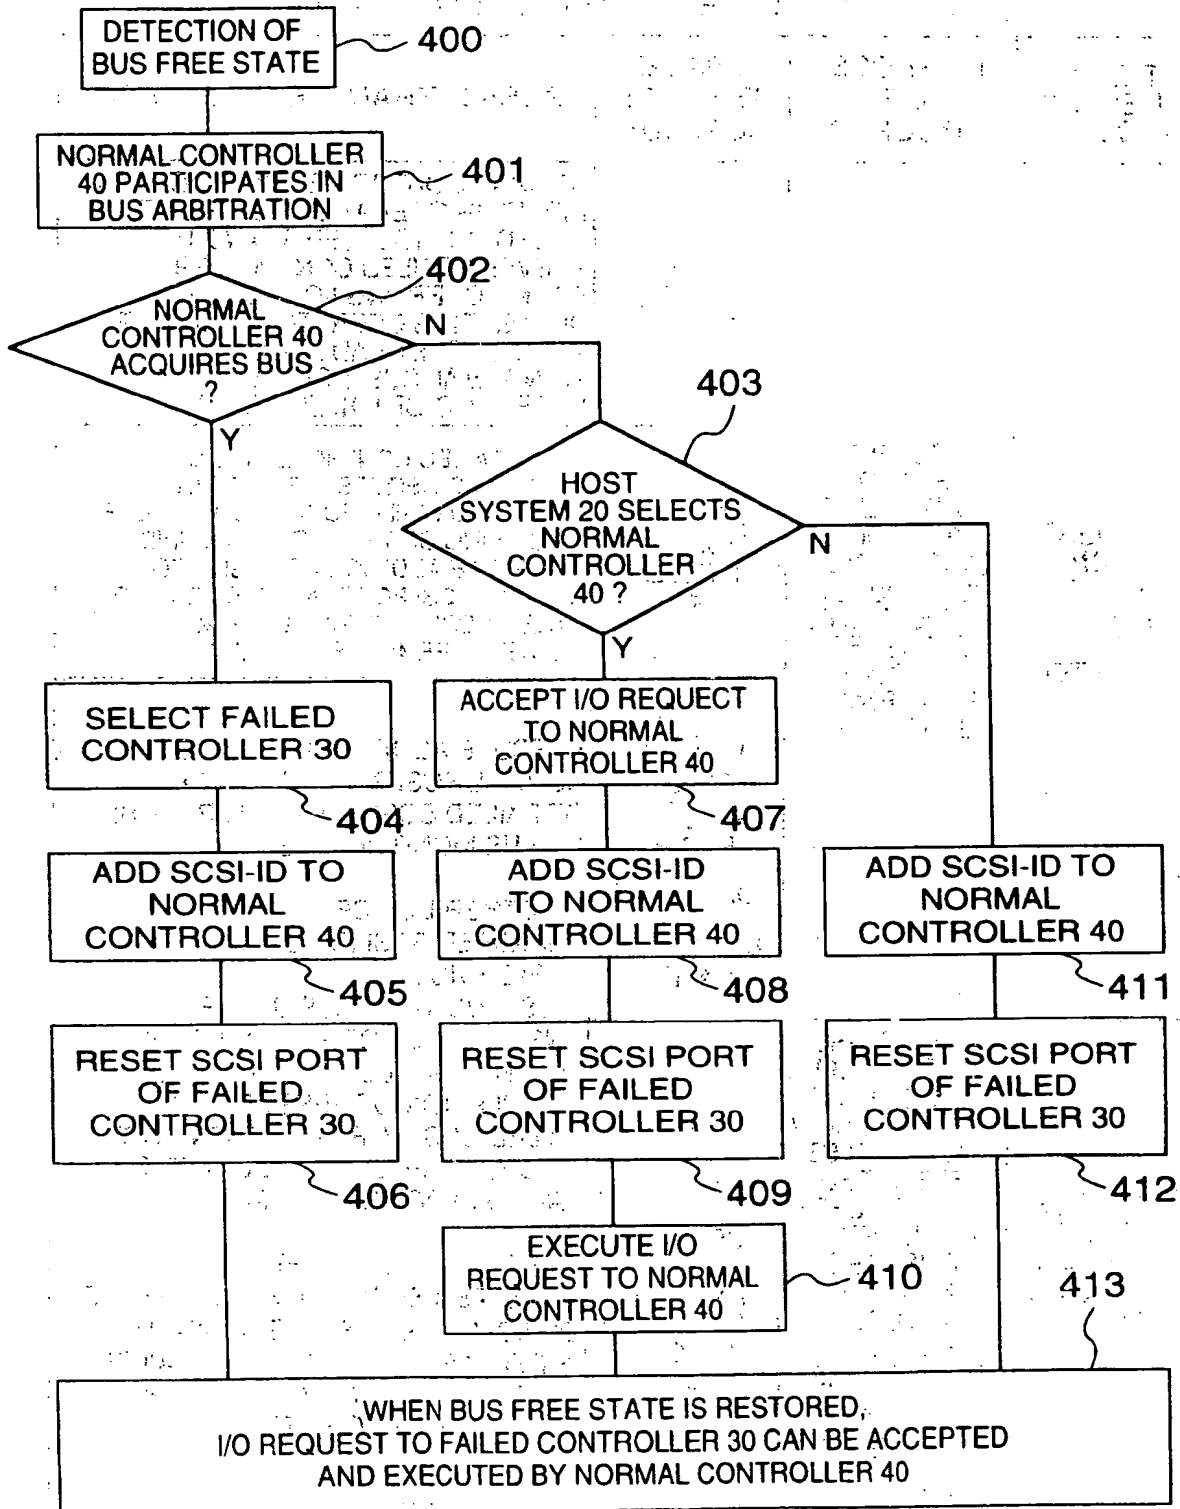 DETECTION OF
BUS FREE STATE
400
NORMAL CONTROLLER
40 PARTICIPATES IN
BUS ARBITRATION
401
402
NORMAL
CONTROLLER 40
ACQUIRES BUS
?
N
Y
403
HOST
SYSTEM 20 SELECTS
NORMAL
CONTROLLER
40 ?
N
Y
SELECT FAILED
CONTROLLER 30
404
ACCEPT I/O REQUECT
TO NORMAL
CONTROLLER 40
407
ADD SCSI-ID TO
NORMAL
CONTROLLER 40
405
ADD SCSI-ID
TO NORMAL
CONTROLLER 40
408
ADD SCSI-ID TO
NORMAL
CONTROLLER 40
411
RESET SCSI PORT
OF FAILED
CONTROLLER 30
406
RESET SCSI PORT
OF FAILED
CONTROLLER 30
409
RESET SCSI PORT
OF FAILED
CONTROLLER 30
412
EXECUTE I/O
REQUEST TO NORMAL
CONTROLLER 40
410
413
WHEN BUS FREE STATE IS RESTORED,
I/O REQUEST TO FAILED CONTROLLER 30 CAN BE ACCEPTED
AND EXECUTED BY NORMAL CONTROLLER 40